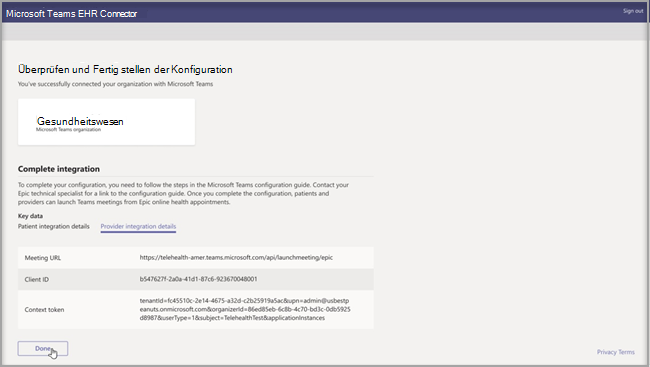 Microsoft Teams EHR Connector
Sign out
Überprüfen und Fertig stellen der Konfiguration
You've successfully connected your organization with Microsoft Teams
Gesundheitswesen
Microsoft Teams organization
Complete integration
To complete your configuration, you need to follow the steps in the Microsoft Teams configuration guide. Contact your
Epic technical specialist for a link to the configuration guide. Once you complete the configuration, patients and
providers can launch Teams meetings from Epic online health appointments.
Key data
Patient integration details Provider integration details
Meeting URL https://telehealth-amer.teams.microsoft.com/api/launchmeeting/epic
Client ID b547627f-2a0a-41d1-87c6-923670048001
tenantId=fc45510c-2e14-4675-a32d-c2b25919a5ac&upn=admin@usbestp
Context token eanuts.onmicrosoft.com&organizerId=86ed85eb-6c8b-4c70-bd3c-0db5925
d8987&userType=1&subject=TelehealthTest&applicationInstances
Done
Privacy Terms